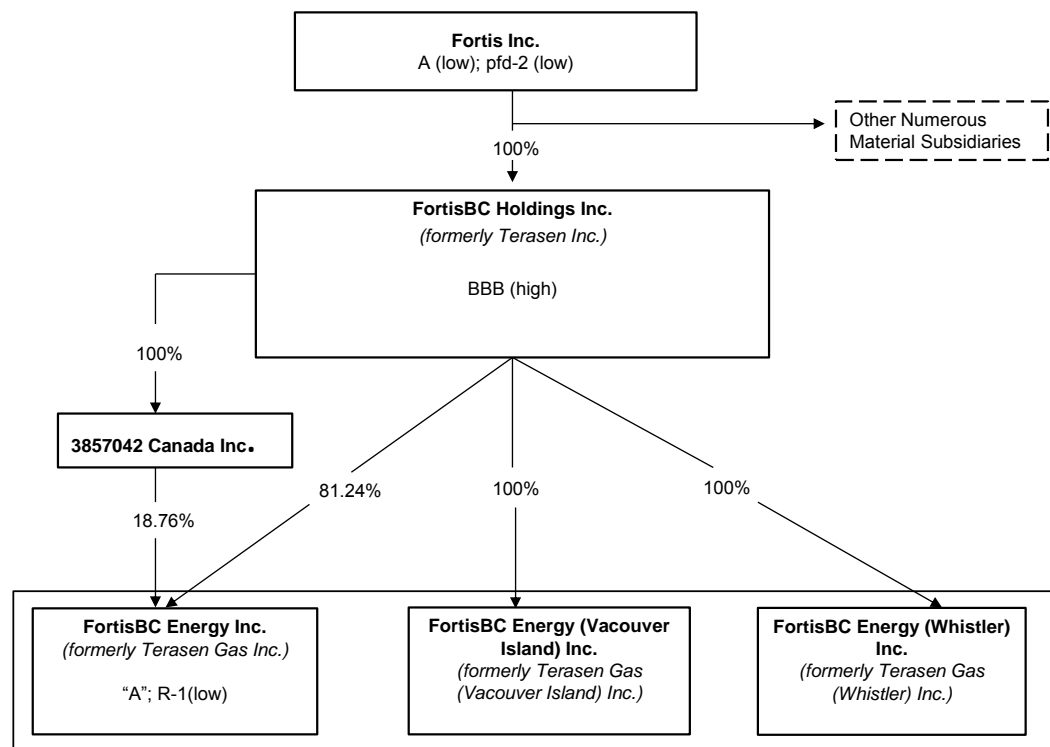 Fortis Inc.
A (low); pfd-2 (low)
Other Numerous
Material Subsidiaries
100%
FortisBC Holdings Inc.
(formerly Terasen Inc.)
BBB (high)
100%
3857042 Canada Inc.
81.24%
100%
100%
18.76%
FortisBC Energy Inc.
(formerly Terasen Gas Inc.)
“A”; R-1(low)
FortisBC Energy (Vacouver
Island) Inc.
(formerly Terasen Gas
(Vacouver Island) Inc.)
FortisBC Energy (Whistler)
Inc.
(formerly Terasen Gas
(Whistler) Inc.)